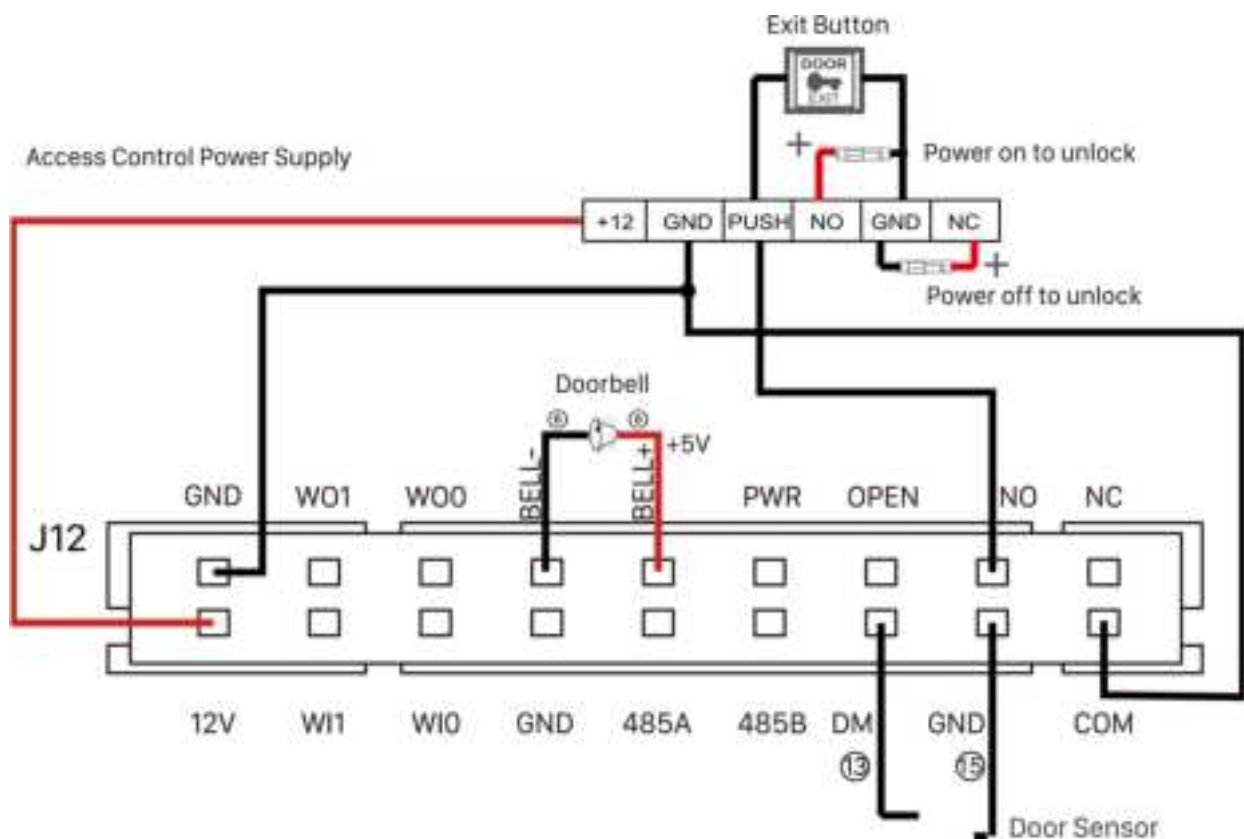 Exit Button
DOOR
EXIT
+
Power on to unlock
Access Control Power Supply
+12 GND PUSH NO GND NC
+
Power off to unlock
Doorbell
⑥ ⑥
+5V
BELL-
BELL+
GND WO1 WO0 PWR OPEN NO NC
J12
12V WI1 WI0 GND 485A 485B DM GND COM
⑬ ⑮
Door Sensor